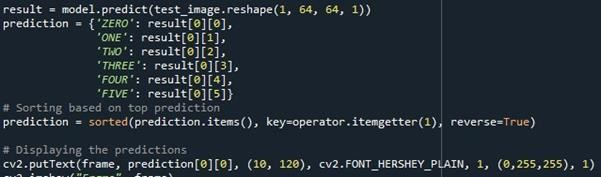 result = model.predict(test_image.reshape(1, 64, 64, 1))
prediction = {'ZERO': result[0][0],
'ONE': result[0][1],
'TWO': result[0][2],
'THREE': result[0][3],
'FOUR': result[0][4],
'FIVE': result[0][5]}
# Sorting based on top prediction
prediction = sorted(prediction.items(), key=operator.itemgetter(1), reverse=True)
# Displaying the predictions
cv2.putText(frame, prediction[0][0], (10, 120), cv2.FONT_HERSHEY_PLAIN, 1, (0,255,255), 1)
cv2.imshow("Frame", frame)